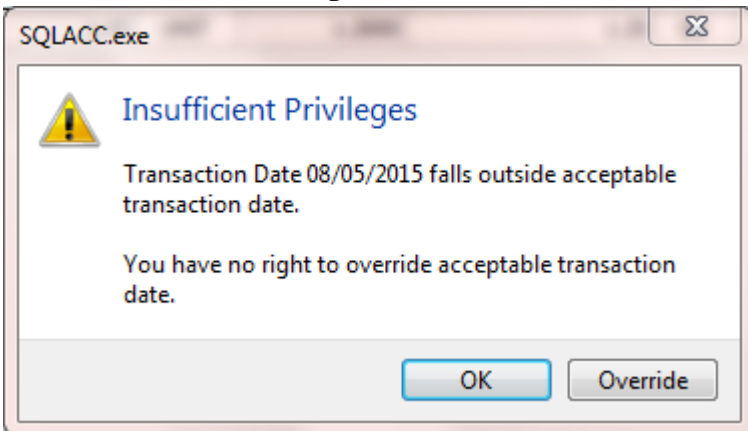 SQLACC.exe
Insufficient Privileges
Transaction Date 08/05/2015 falls outside acceptable
transaction date.
You have no right to override acceptable transaction
date.
OK
Override